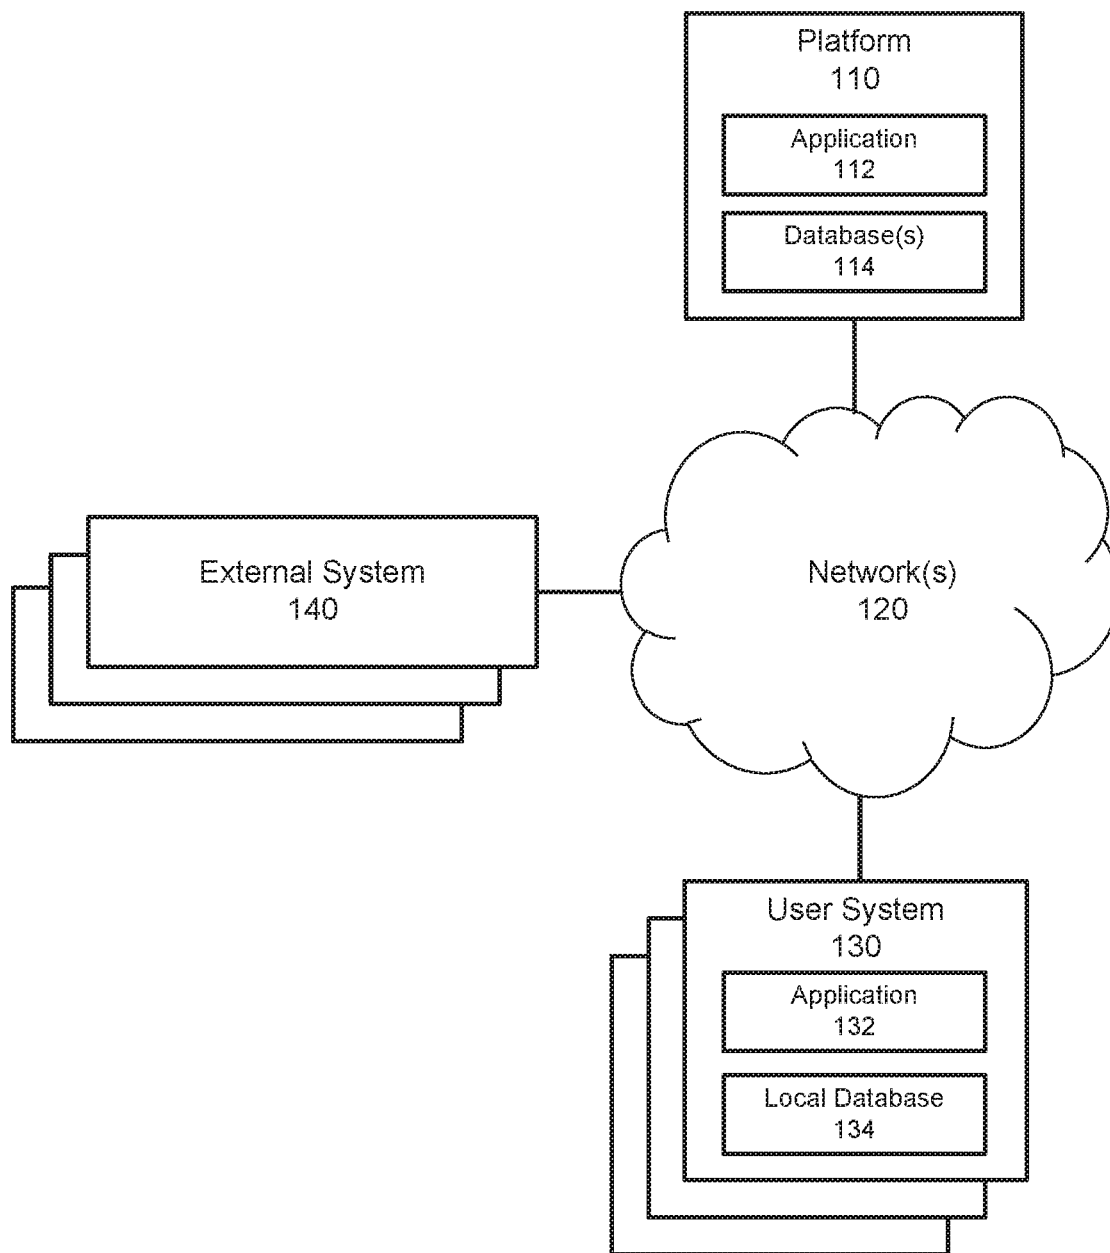 Platform
110
Application
112
Database(s)
114
External System
140
Network(s)
120
User System
130
Application
132
Local Database
134